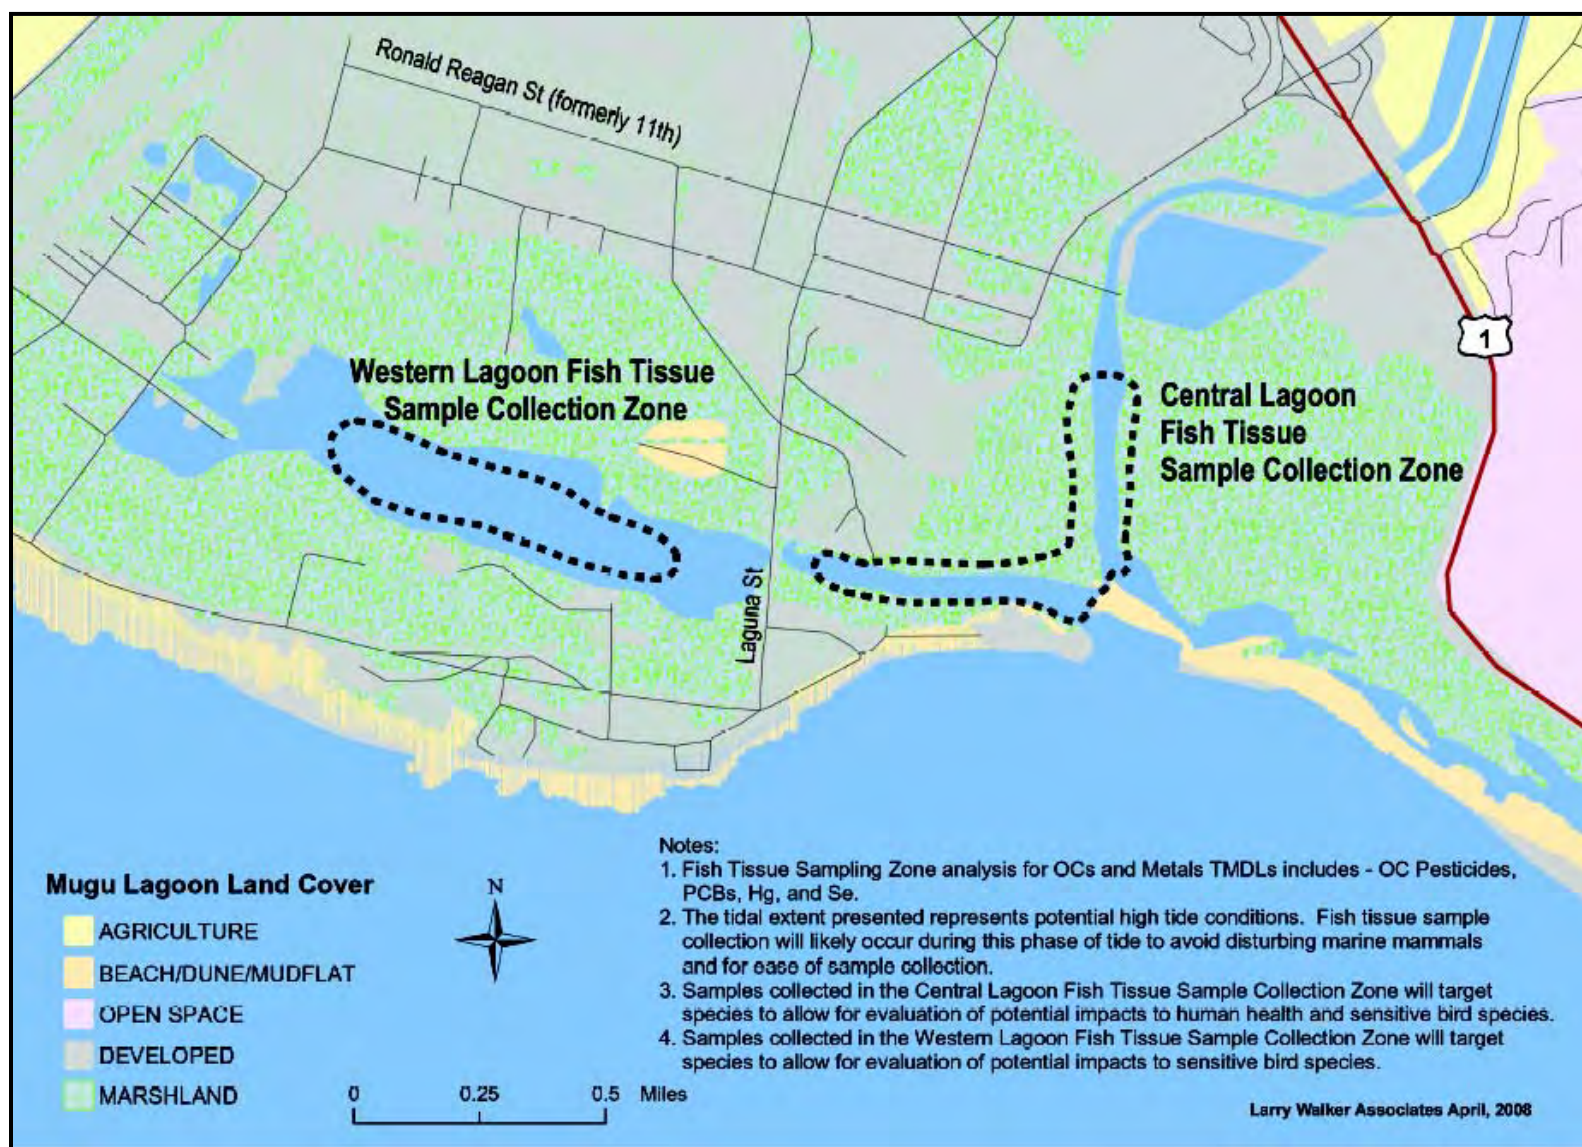 Ronald Reagan St (formerly 11th)
1
Western Lagoon Fish Tissue
Sample Collection Zone
Central Lagoon
Fish Tissue
Sample Collection Zone
Laguna St
Notes:
1. Fish Tissue Sampling Zone analysis for OCs and Metals TMDLs includes - OC Pesticides,
PCBs, Hg, and Se.
2. The tidal extent presented represents potential high tide conditions. Fish tissue sample
collection will likely occur during this phase of tide to avoid disturbing marine mammals
and for ease of sample collection.
3. Samples collected in the Central Lagoon Fish Tissue Sample Collection Zone will target
species to allow for evaluation of potential impacts to human health and sensitive bird species.
4. Samples collected in the Western Lagoon Fish Tissue Sample Collection Zone will target
species to allow for evaluation of potential impacts to sensitive bird species.
Mugu Lagoon Land Cover
AGRICULTURE
BEACH/DUNE/MUDFLAT
OPEN SPACE
DEVELOPED
MARSHLAND
N
0 0.25 0.5 Miles
Larry Walker Associates April, 2008